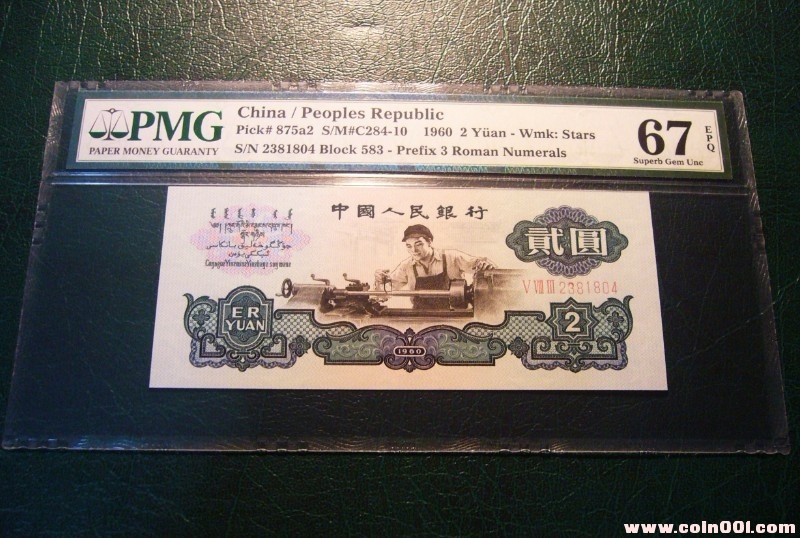 PMG
PAPER MONEY GUARANTY
China / Peoples Republic
Pick# 875a2 S/M#C284-10 1960 2 Yüan - Wmk: Stars
S/N 2381804 Block 583 - Prefix 3 Roman Numerals
67
EPQ
Superb Gem Unc
中國人民銀行
貳圓
V VIII III 2381804
ER
YUAN
1960
2
www.coin001.com